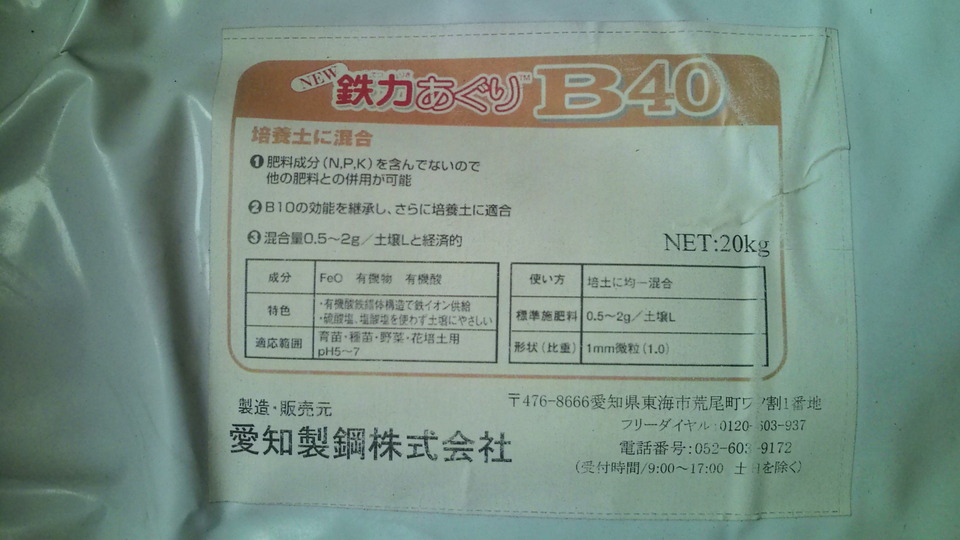 NEW 鉄力あぐり™ B40
培養土に混合
❶肥料成分(N,P,K)を含んでないので
他の肥料との併用が可能
❷B10の効能を継承し、さらに培養土に適合
❸混合量0.5～2g／土壌Lと経済的
NET:20kg
成分 FeO 有機物 有機酸
特色 ・有機酸鉄錯体構造で鉄イオン供給
・硫酸塩、塩酸塩を使わず土壌にやさしい
適応範囲 育苗・種苗・野菜・花培土用
pH5～7
使い方 培土に均一混合
標準施肥料 0.5～2g／土壌L
形状(比重) 1mm微粒(1.0)
製造・販売元
愛知製鋼株式会社
〒476-8666愛知県東海市荒尾町ワノ割1番地
フリーダイヤル:0120-603-937
電話番号:052-603-9172
(受付時間/9:00～17:00 土日を除く)